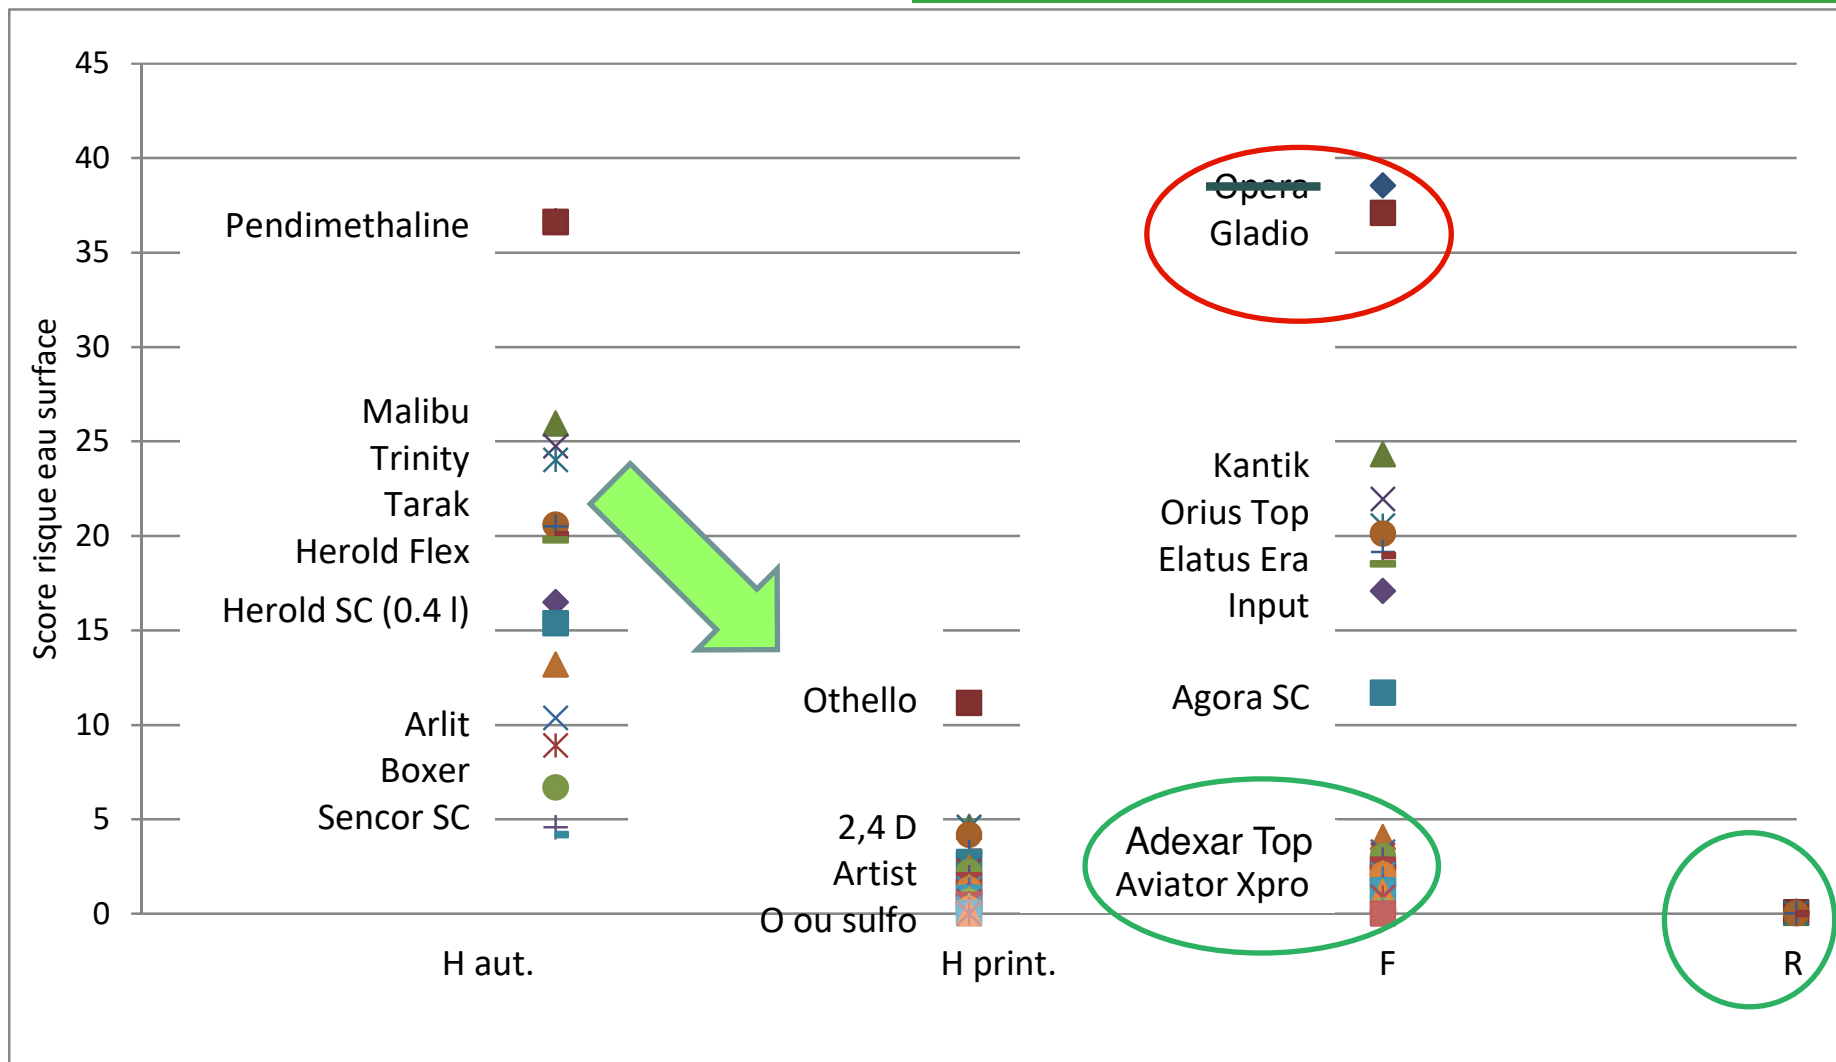 Score risque eau surface
45
40
35
30
25
20
15
10
5
0
Pendimethaline
Malibu
Trinity
Tarak
Herold Flex
Herold SC (0.4 l)
Arlit
Boxer
Sencor SC
Othello
2,4 D
Artist
O ou sulfo
Opera
Gladio
Kantik
Orius Top
Elatus Era
Input
Agora SC
Adexar Top
Aviator Xpro
H aut.
H print.
F
R